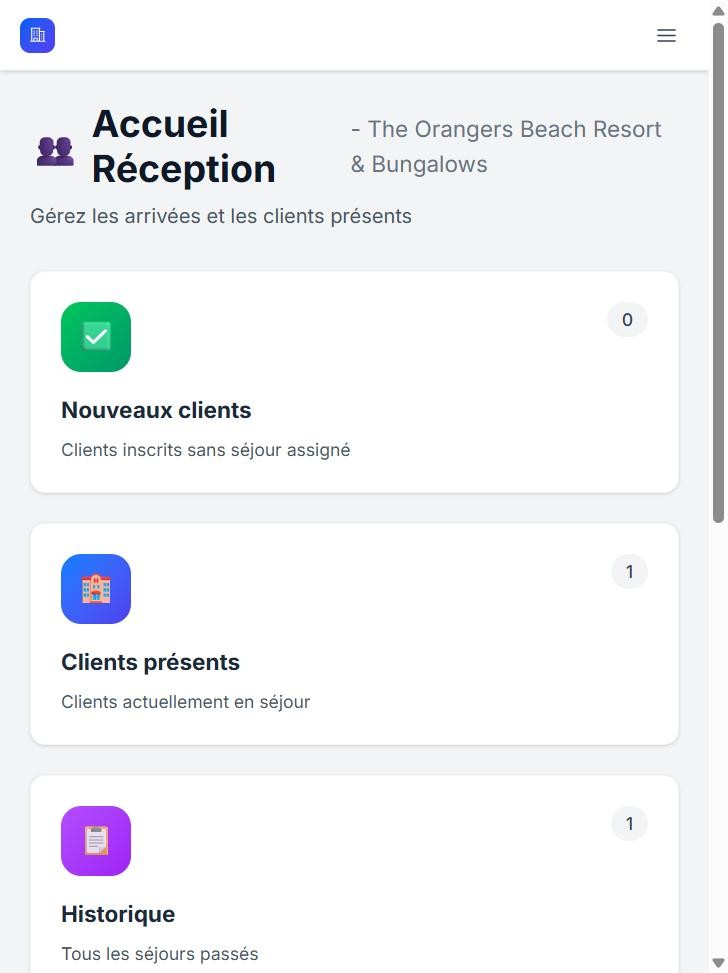 Accueil
Réception
- The Orangers Beach Resort
& Bungalows
Gérez les arrivées et les clients présents
0
Nouveaux clients
Clients inscrits sans séjour assigné
1
Clients présents
Clients actuellement en séjour
1
Historique
Tous les séjours passés